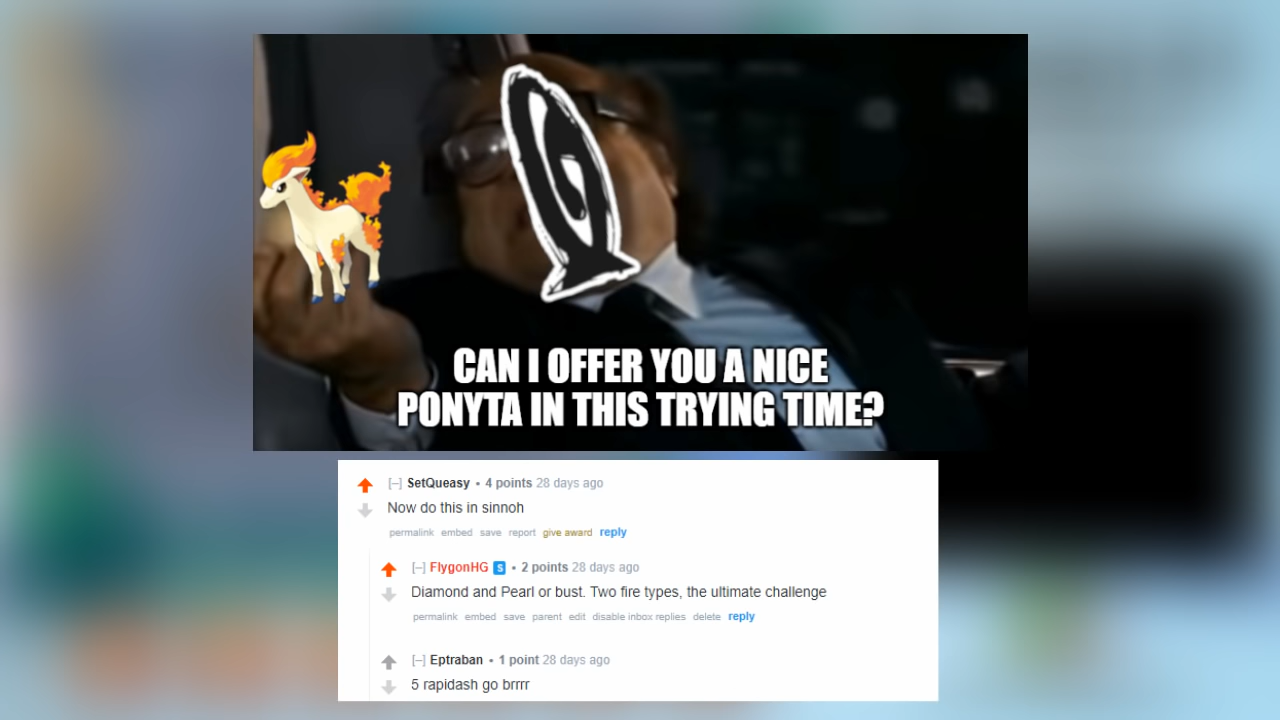 CAN I OFFER YOU A NICE
PONYTA IN THIS TRYING TIME?
[–] SetQueasy • 4 points 28 days ago
Now do this in sinnoh
permalink embed save report give award reply
[–] FlygonHG S • 2 points 28 days ago
Diamond and Pearl or bust. Two fire types, the ultimate challenge
permalink embed save parent edit disable inbox replies delete reply
[–] Eptraban • 1 point 28 days ago
5 rapidash go brrrr